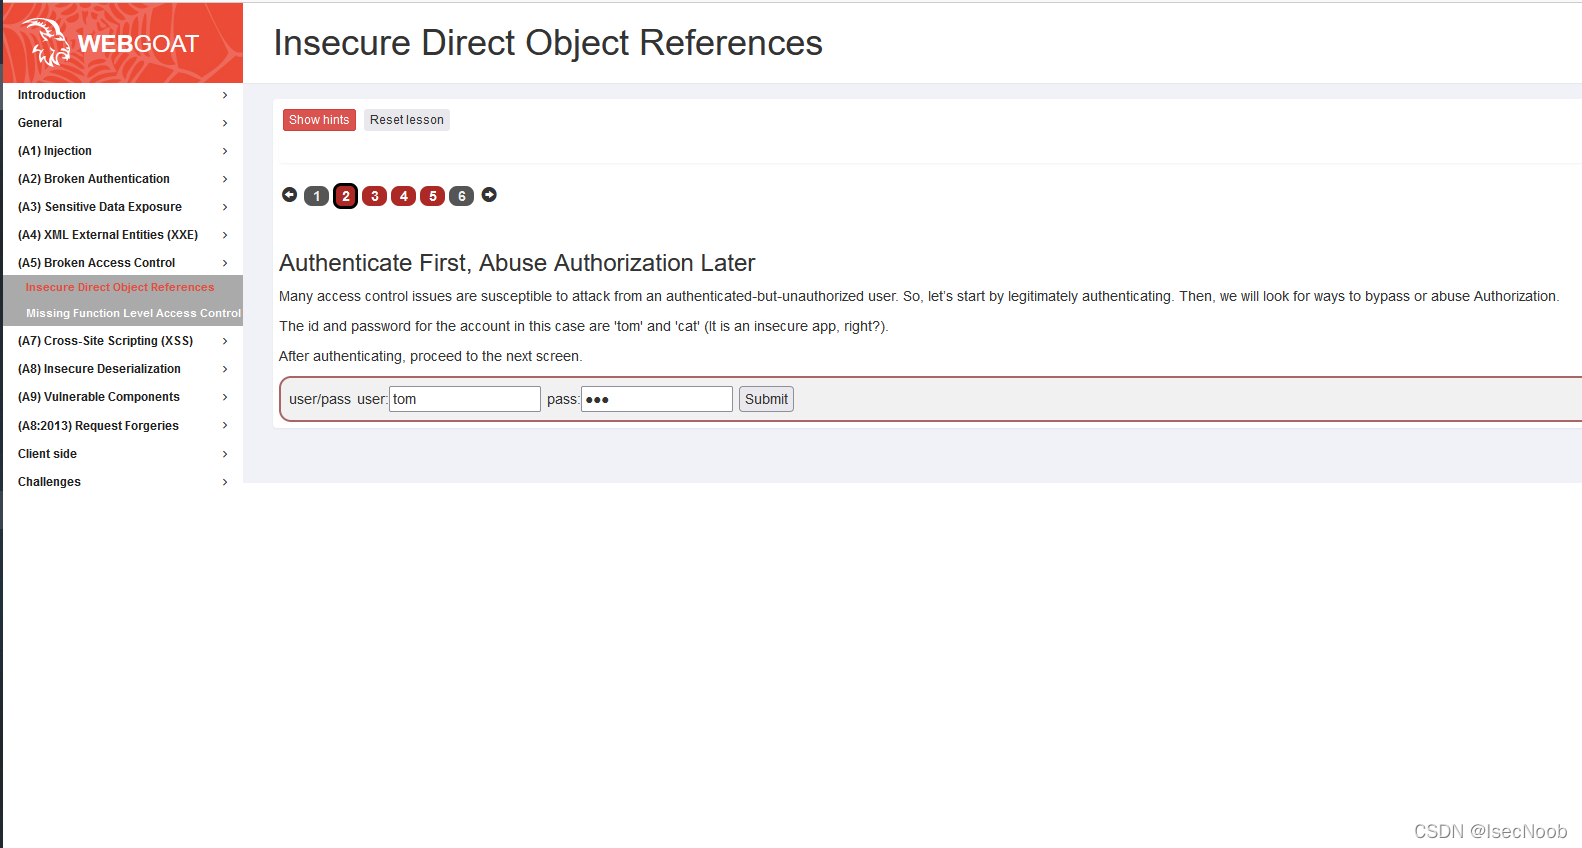 WEBGOAT
Insecure Direct Object References
Introduction
General
(A1) Injection
(A2) Broken Authentication
(A3) Sensitive Data Exposure
(A4) XML External Entities (XXE)
(A5) Broken Access Control
Insecure Direct Object References
Missing Function Level Access Control
(A7) Cross-Site Scripting (XSS)
(A8) Insecure Deserialization
(A9) Vulnerable Components
(A8:2013) Request Forgeries
Client side
Challenges
Show hints Reset lesson
1 2 3 4 5 6
Authenticate First, Abuse Authorization Later
Many access control issues are susceptible to attack from an authenticated-but-unauthorized user. So, let’s start by legitimately authenticating. Then, we will look for ways to bypass or abuse Authorization.
The id and password for the account in this case are 'tom' and 'cat' (It is an insecure app, right?).
After authenticating, proceed to the next screen.
user/pass user: tom pass: ●●● Submit
CSDN @IsecNoob